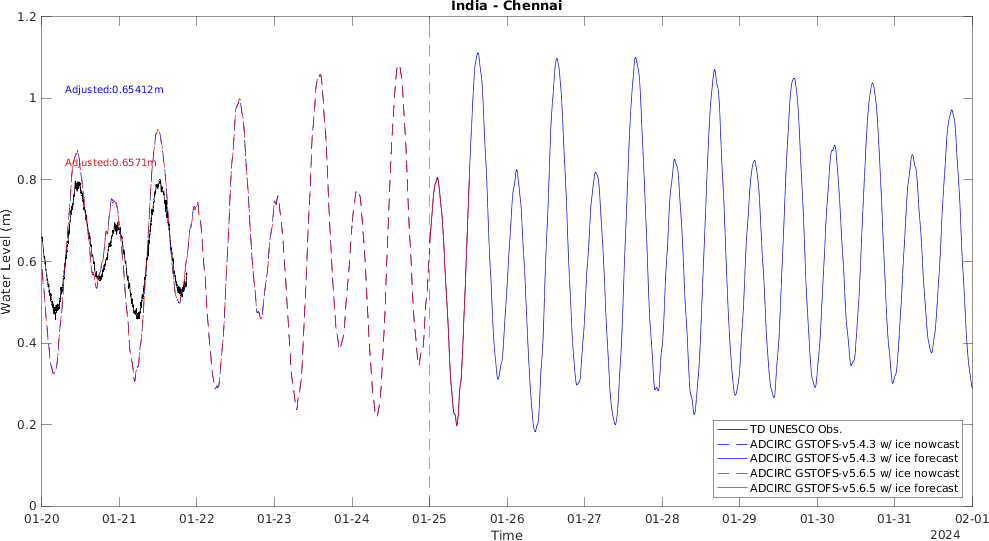 India - Chennai
1.2
1
0.8
0.6
0.4
0.2
0
Water Level (m)
Adjusted:0.65412m
Adjusted:0.6571m
TD UNESCO Obs.
ADCIRC GSTOFS-v5.4.3 w/ ice nowcast
ADCIRC GSTOFS-v5.4.3 w/ ice forecast
ADCIRC GSTOFS-v5.6.5 w/ ice nowcast
ADCIRC GSTOFS-v5.6.5 w/ ice forecast
01-20 01-21 01-22 01-23 01-24 01-25 01-26 01-27 01-28 01-29 01-30 01-31 02-01
Time
2024